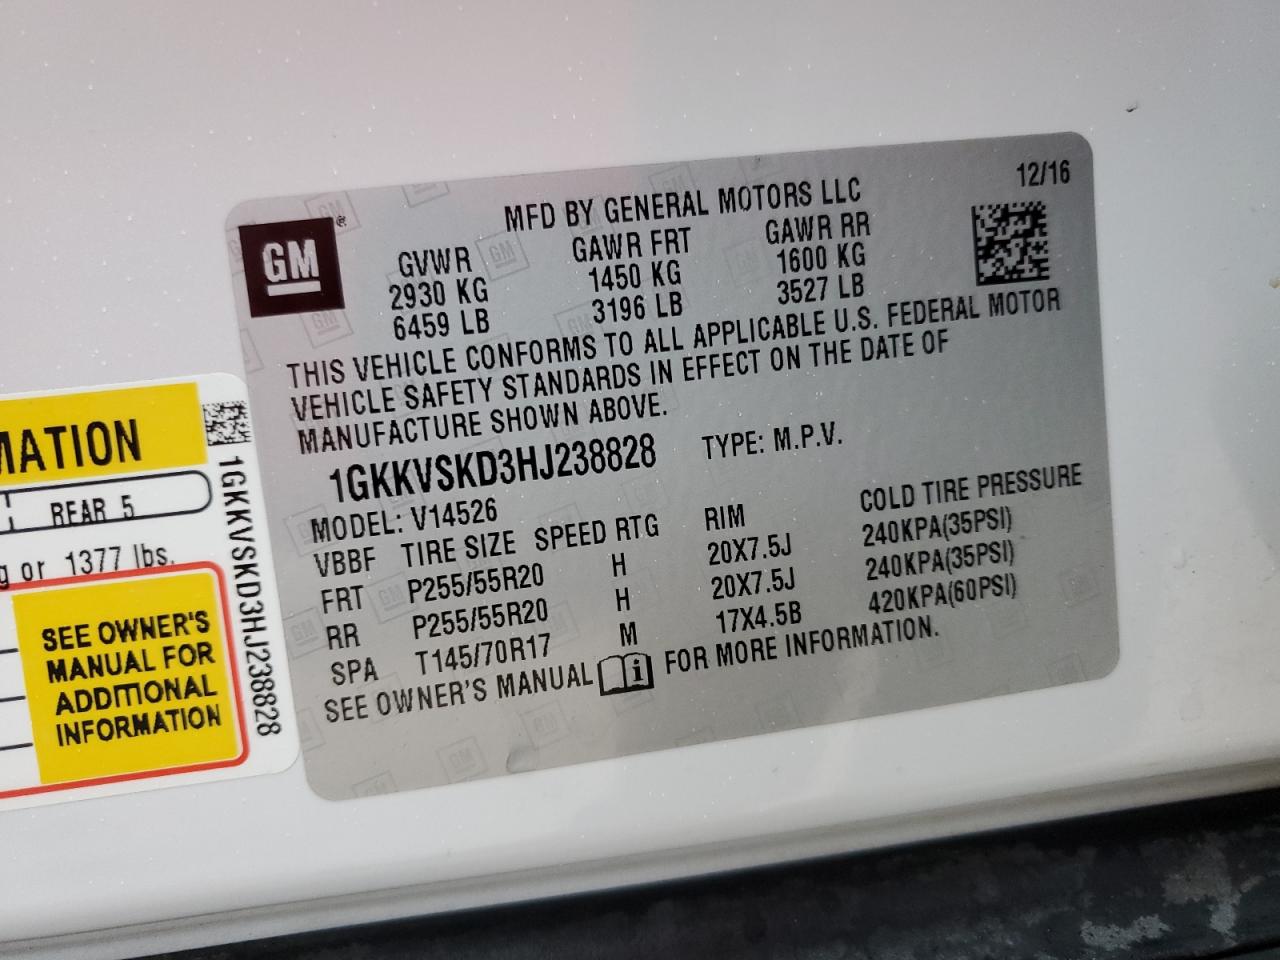 12/16
MFD BY GENERAL MOTORS LLC
GM®
GVWR GAWR FRT GAWR RR
2930 KG 1450 KG 1600 KG
6459 LB 3196 LB 3527 LB
THIS VEHICLE CONFORMS TO ALL APPLICABLE U.S. FEDERAL MOTOR
VEHICLE SAFETY STANDARDS IN EFFECT ON THE DATE OF
MANUFACTURE SHOWN ABOVE.
1GKKVSKD3HJ238828 TYPE: M.P.V.
MODEL: V14526
VBBF TIRE SIZE SPEED RTG RIM COLD TIRE PRESSURE
FRT P255/55R20 H 20X7.5J 240KPA(35PSI)
RR P255/55R20 H 20X7.5J 240KPA(35PSI)
SPA T145/70R17 M 17X4.5B 420KPA(60PSI)
SEE OWNER'S MANUAL FOR MORE INFORMATION.
MATION
REAR 5
g or 1377 lbs.
SEE OWNER'S
MANUAL FOR
ADDITIONAL
INFORMATION
1GKKVSKD3HJ238828